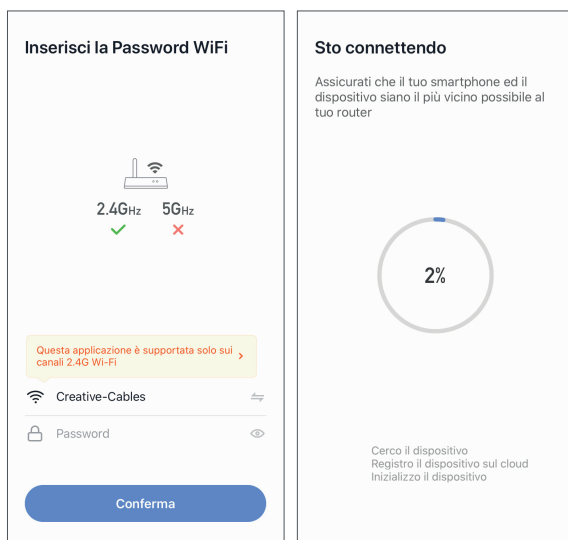 Inserisci la Password WiFi
2.4GHz 5GHz
Questa applicazione è supportata solo sui
canali 2.4G Wi-Fi
Creative-Cables
Password
Conferma
Sto connettendo
Assicurati che il tuo smartphone ed il
dispositivo siano il più vicino possibile al
tuo router
2%
Cerco il dispositivo
Registro il dispositivo sul cloud
Inizializzo il dispositivo